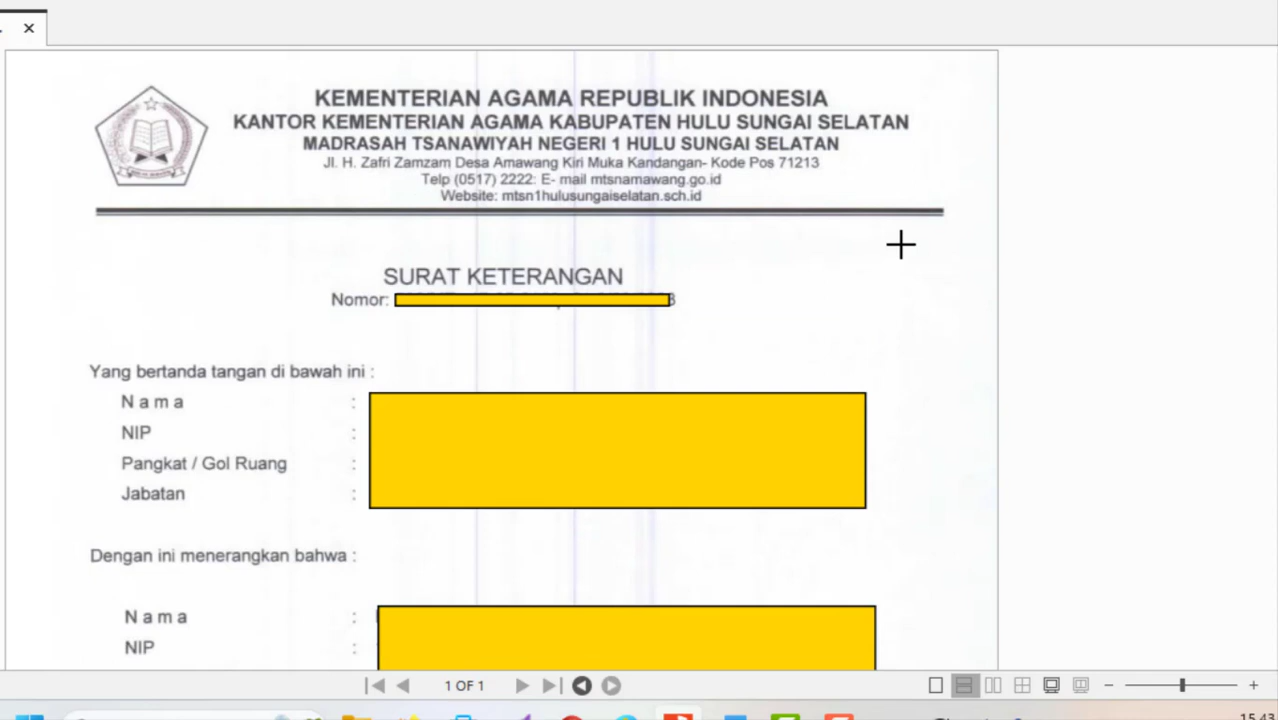 KEMENTERIAN AGAMA REPUBLIK INDONESIA
KANTOR KEMENTERIAN AGAMA KABUPATEN HULU SUNGAI SELATAN
MADRASAH TSANAWIYAH NEGERI 1 HULU SUNGAI SELATAN
Jl. H. Zafri Zamzam Desa Amawang Kiri Muka Kandangan- Kode Pos 71213
Telp (0517) 2222: E- mail mtsnamawang.go.id
Website: mtsn1hulusungaiselatan.sch.id
SURAT KETERANGAN
Nomor:
Yang bertanda tangan di bawah ini :
N a m a :
NIP :
Pangkat / Gol Ruang :
Jabatan :
Dengan ini menerangkan bahwa :
N a m a :
NIP :
1 OF 1
15.43